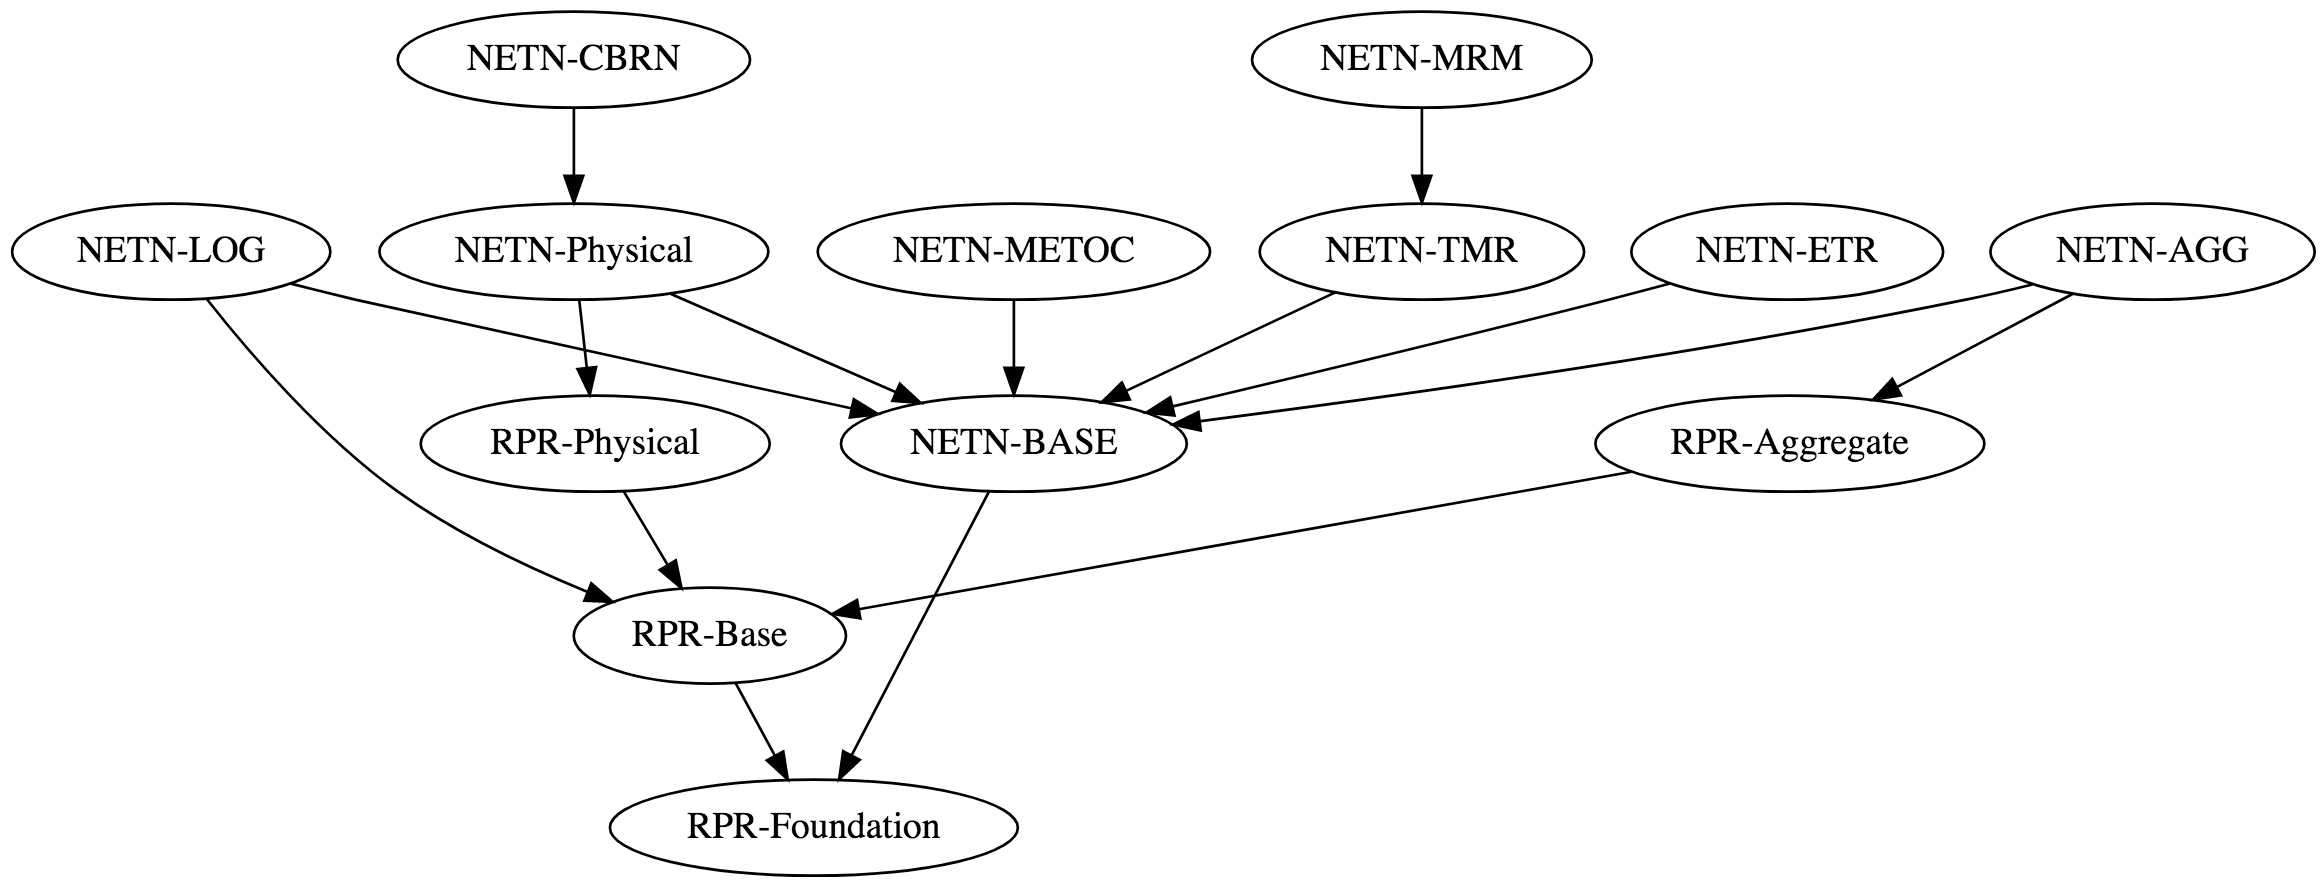 NETN-CBRN
NETN-MRM
NETN-LOG
NETN-Physical
NETN-METOC
NETN-TMR
NETN-ETR
NETN-AGG
RPR-Physical
NETN-BASE
RPR-Aggregate
RPR-Base
RPR-Foundation